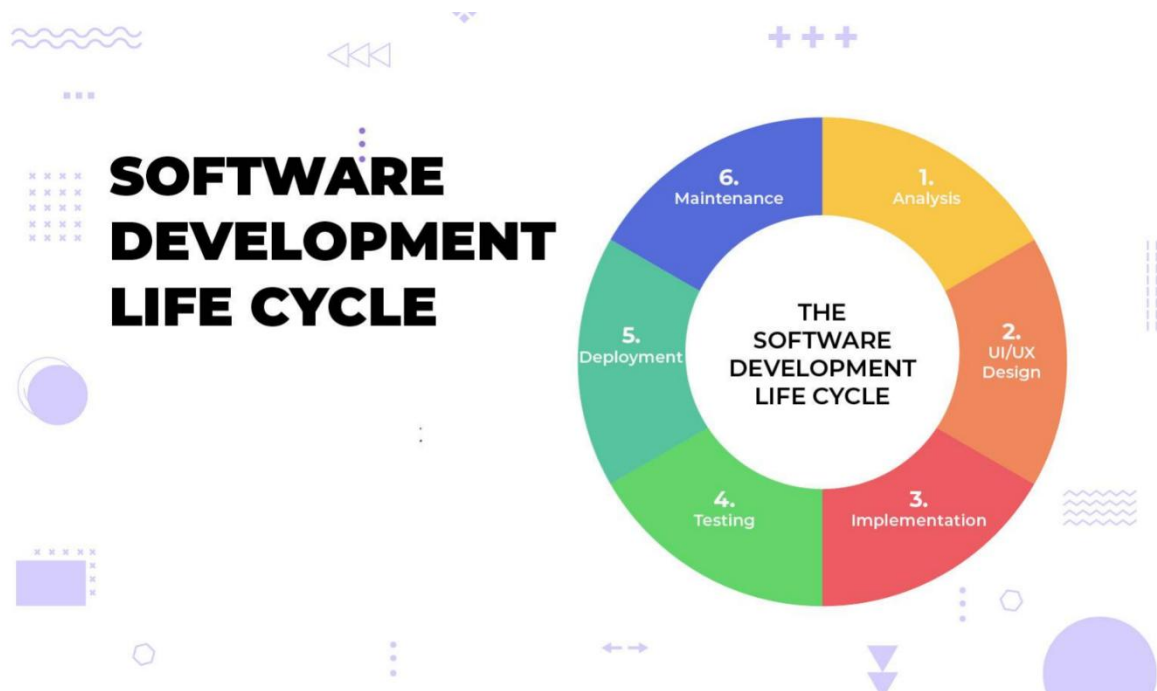 SOFTWARE
DEVELOPMENT
LIFE CYCLE
THE
SOFTWARE
DEVELOPMENT
LIFE CYCLE
1.
Analysis
2.
UI/UX
Design
3.
Implementation
4.
Testing
5.
Deployment
6.
Maintenance